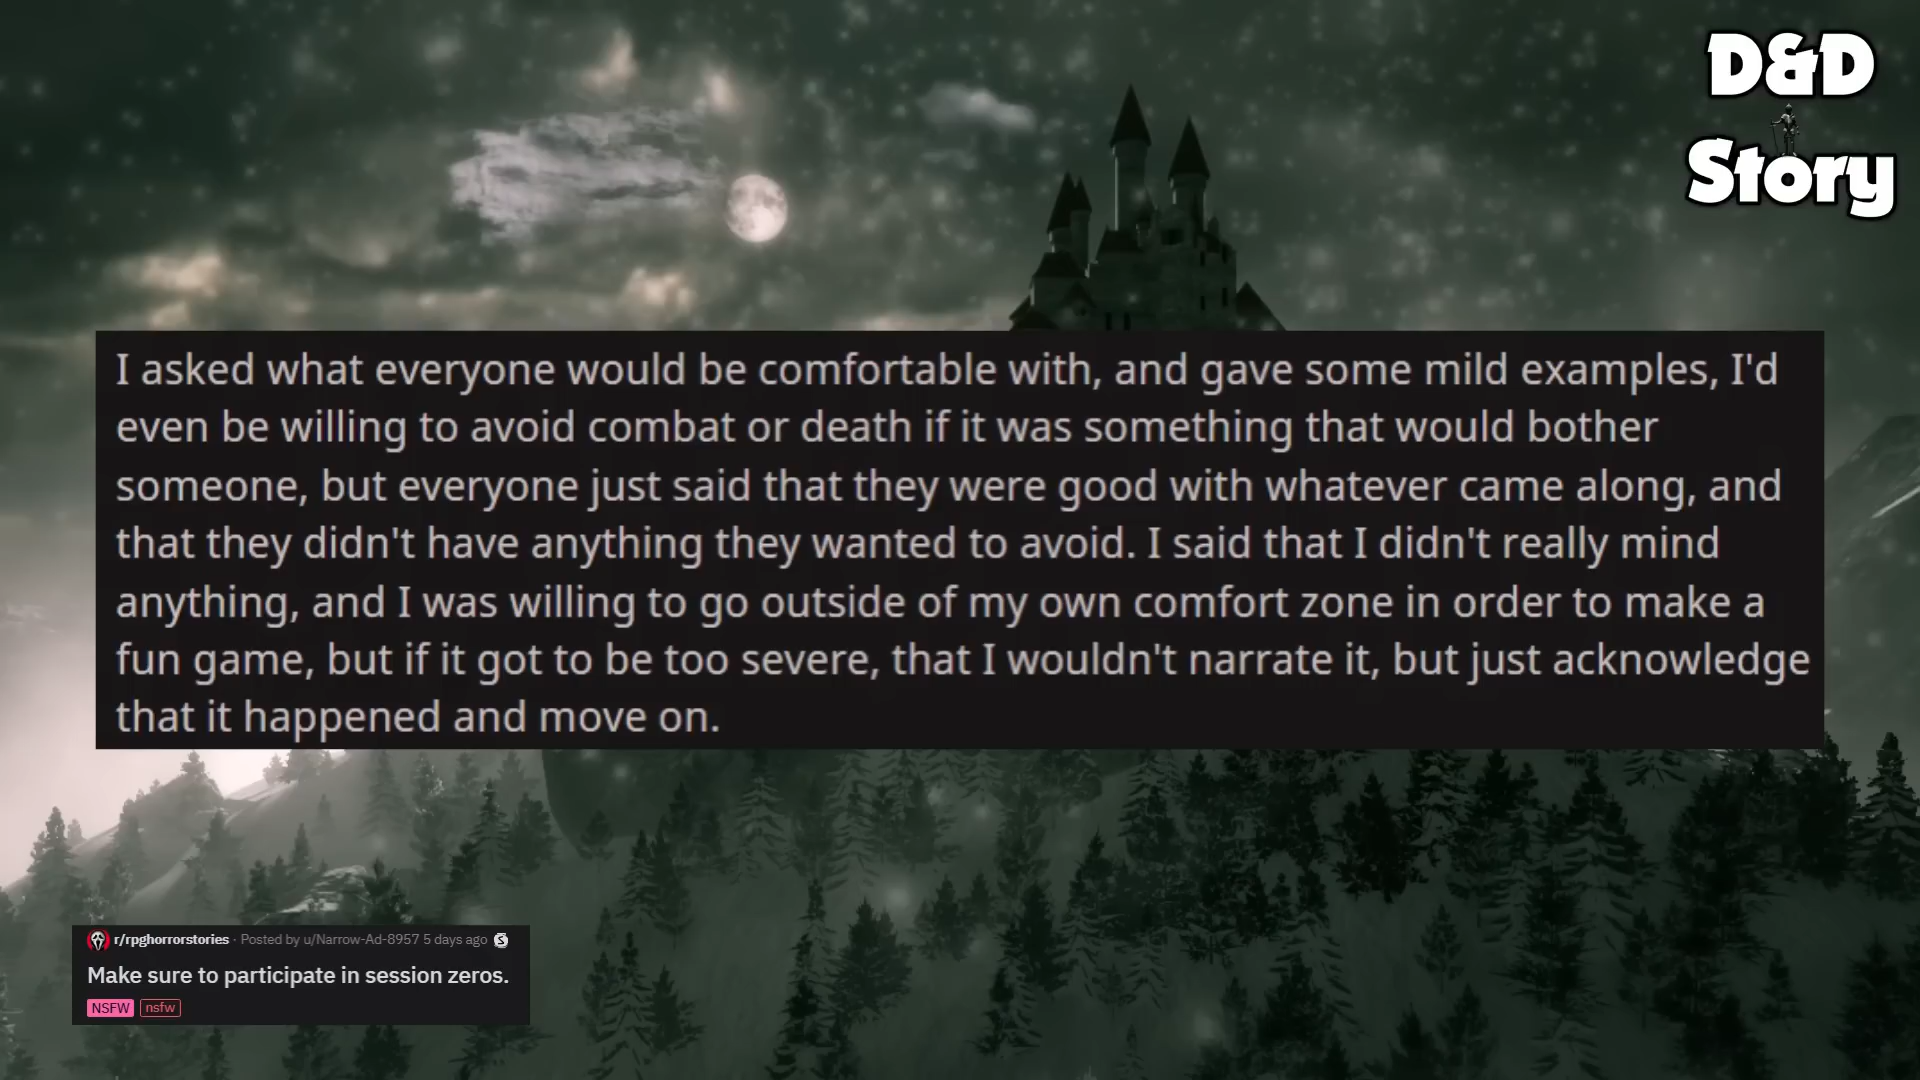 D&D
Story
I asked what everyone would be comfortable with, and gave some mild examples, I'd
even be willing to avoid combat or death if it was something that would bother
someone, but everyone just said that they were good with whatever came along, and
that they didn't have anything they wanted to avoid. I said that I didn't really mind
anything, and I was willing to go outside of my own comfort zone in order to make a
fun game, but if it got to be too severe, that I wouldn't narrate it, but just acknowledge
that it happened and move on.
r/rpghorrorstories · Posted by u/Narrow-Ad-8957 5 days ago
Make sure to participate in session zeros.
NSFW nsfw